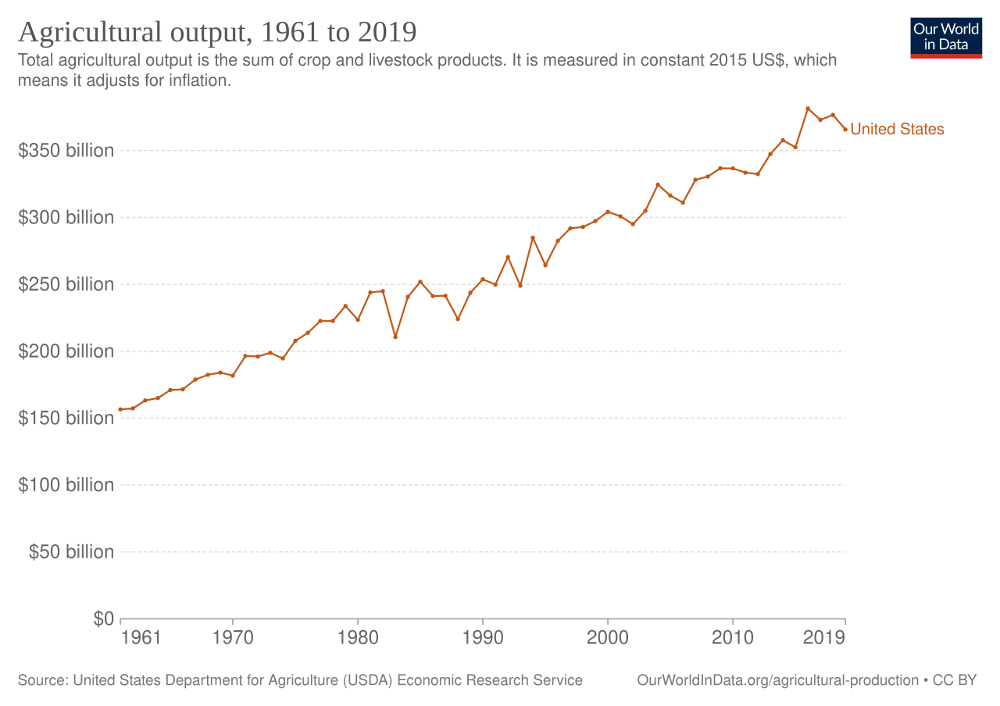 Agricultural output, 1961 to 2019
Our World
in Data
Total agricultural output is the sum of crop and livestock products. It is measured in constant 2015 US$, which
means it adjusts for inflation.
United States
$350 billion
$300 billion
$250 billion
$200 billion
$150 billion
$100 billion
$50 billion
$0
1961 1970 1980 1990 2000 2010 2019
Source: United States Department for Agriculture (USDA) Economic Research Service
OurWorldInData.org/agricultural-production • CC BY